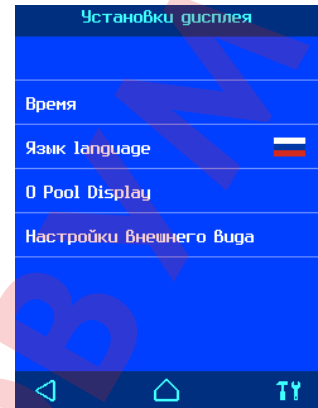 Установки дисплея
Время
Язык language
О Pool Display
Настройки внешнего вида